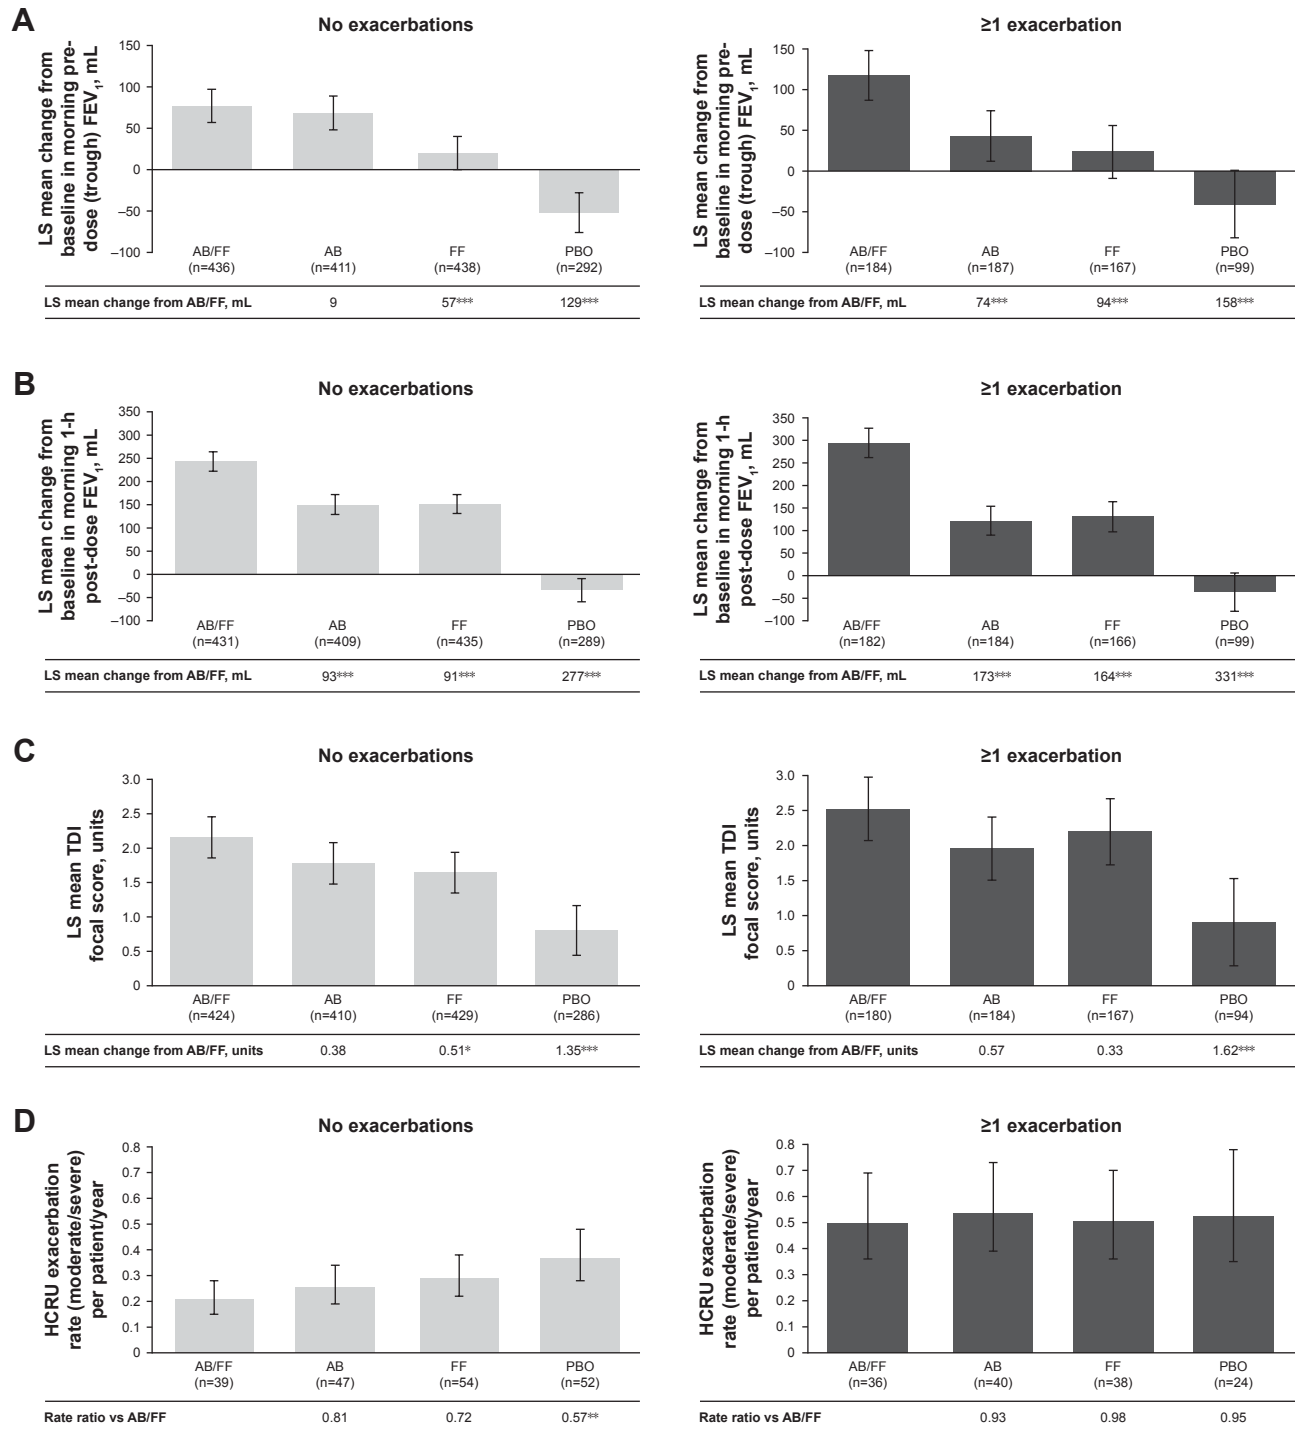 A
No exacerbations
LS mean change from
baseline in morning pre-
dose (trough) FEV1, mL
150
100
50
0
–50
–100
AB/FF
(n=436)
AB
(n=411)
FF
(n=438)
PBO
(n=292)
LS mean change from AB/FF, mL 9 57*** 129***
≥1 exacerbation
LS mean change from
baseline in morning pre-
dose (trough) FEV1, mL
150
100
50
0
–50
–100
AB/FF
(n=184)
AB
(n=187)
FF
(n=167)
PBO
(n=99)
LS mean change from AB/FF, mL 74*** 94*** 158***
B
No exacerbations
LS mean change from
baseline in morning 1-h
post-dose FEV1, mL
350
300
250
200
150
100
50
0
–50
–100
AB/FF
(n=431)
AB
(n=409)
FF
(n=435)
PBO
(n=289)
LS mean change from AB/FF, mL 93*** 91*** 277***
≥1 exacerbation
LS mean change from
baseline in morning 1-h
post-dose FEV1, mL
350
300
250
200
150
100
50
0
–50
–100
AB/FF
(n=182)
AB
(n=184)
FF
(n=166)
PBO
(n=99)
LS mean change from AB/FF, mL 173*** 164*** 331***
C
No exacerbations
LS mean TDI
focal score, units
3.0
2.5
2.0
1.5
1.0
0.5
0
AB/FF
(n=424)
AB
(n=410)
FF
(n=429)
PBO
(n=286)
LS mean change from AB/FF, units 0.38 0.51* 1.35***
≥1 exacerbation
LS mean TDI
focal score, units
3.0
2.5
2.0
1.5
1.0
0.5
0
AB/FF
(n=180)
AB
(n=184)
FF
(n=167)
PBO
(n=94)
LS mean change from AB/FF, units 0.57 0.33 1.62***
D
No exacerbations
HCRU exacerbation
rate (moderate/severe)
per patient/year
0.8
0.7
0.6
0.5
0.4
0.3
0.2
0.1
0
AB/FF
(n=39)
AB
(n=47)
FF
(n=54)
PBO
(n=52)
Rate ratio vs AB/FF 0.81 0.72 0.57**
≥1 exacerbation
HCRU exacerbation
rate (moderate/severe)
per patient/year
0.8
0.7
0.6
0.5
0.4
0.3
0.2
0.1
0
AB/FF
(n=36)
AB
(n=40)
FF
(n=38)
PBO
(n=24)
Rate ratio vs AB/FF 0.93 0.98 0.95